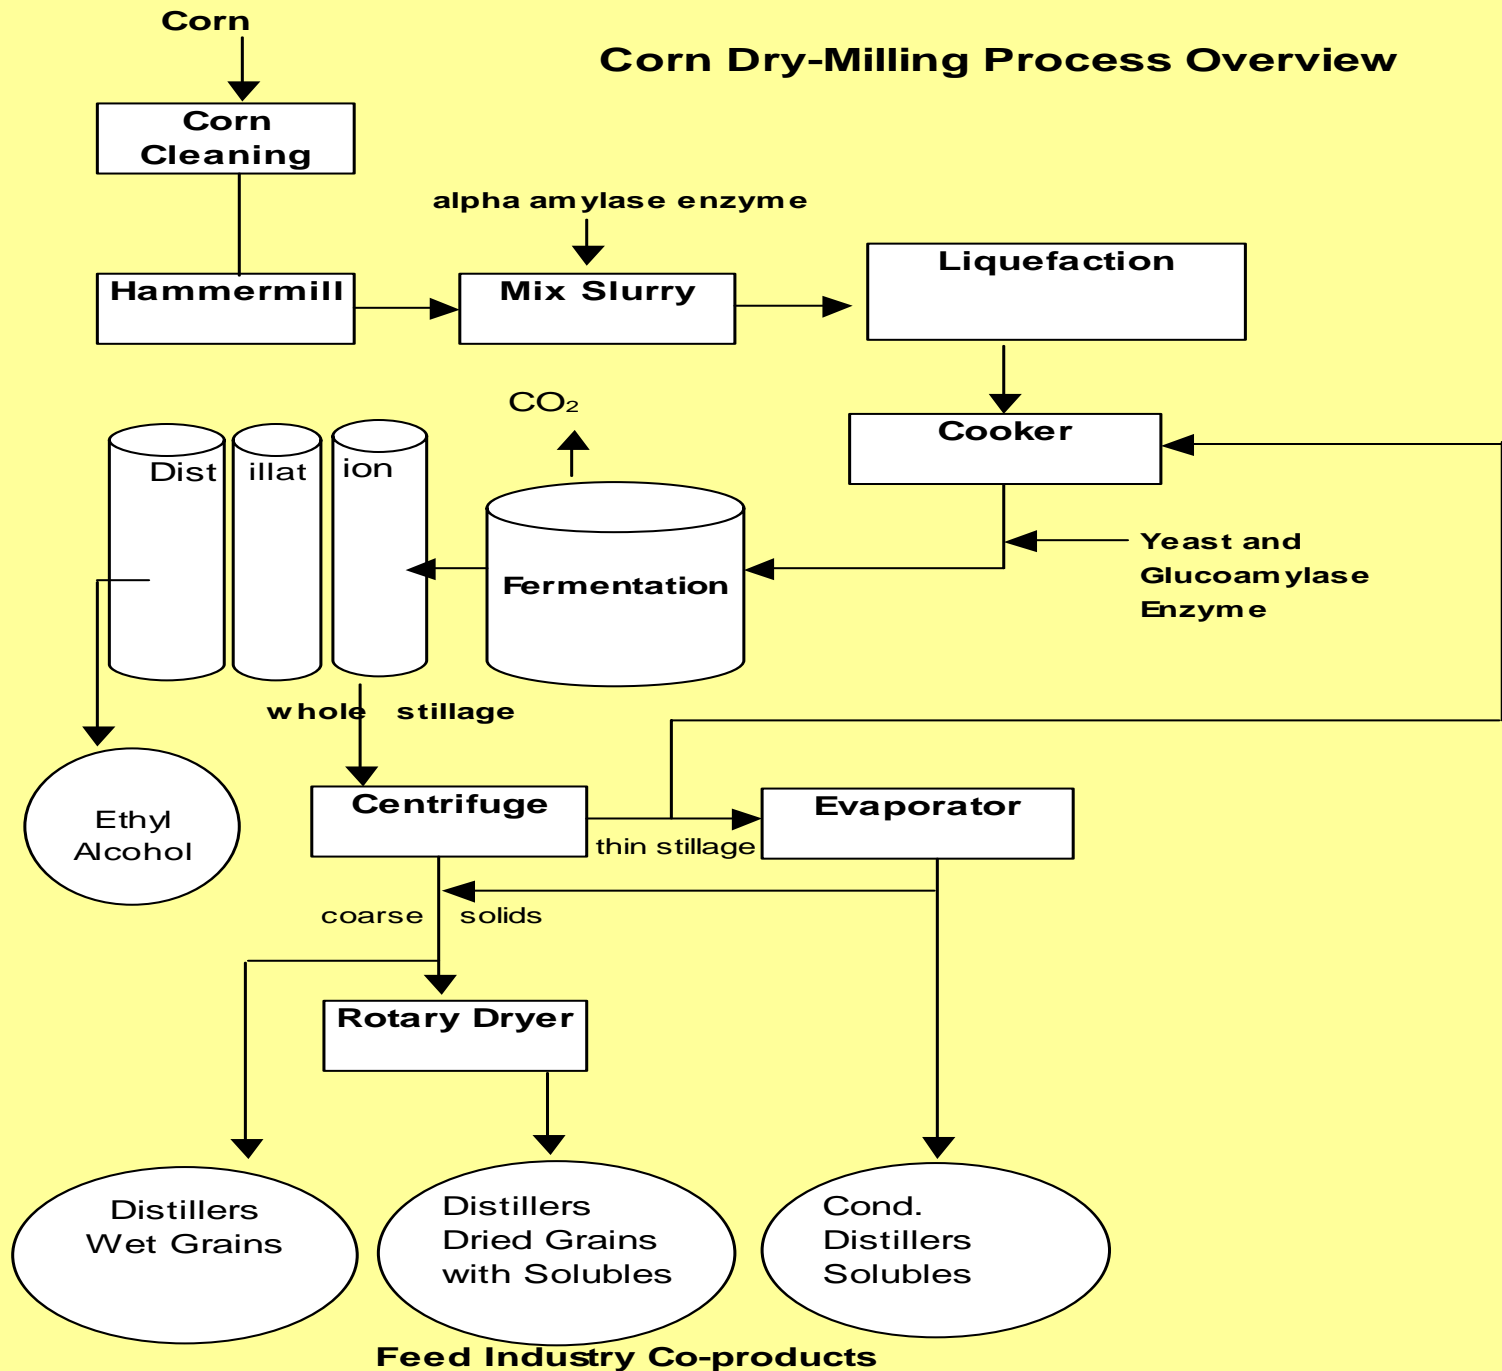 Corn
Corn Dry-Milling Process Overview
Corn
Cleaning
alpha amylase enzyme
Hammermill
Mix Slurry
Liquefaction
CO₂
Cooker
Dist illat ion
Fermentation
Yeast and
Glucoamylase
Enzyme
whole stillage
Ethyl
Alcohol
Centrifuge
thin stillage
Evaporator
coarse solids
Rotary Dryer
Distillers
Wet Grains
Distillers
Dried Grains
with Solubles
Cond.
Distillers
Solubles
Feed Industry Co-products